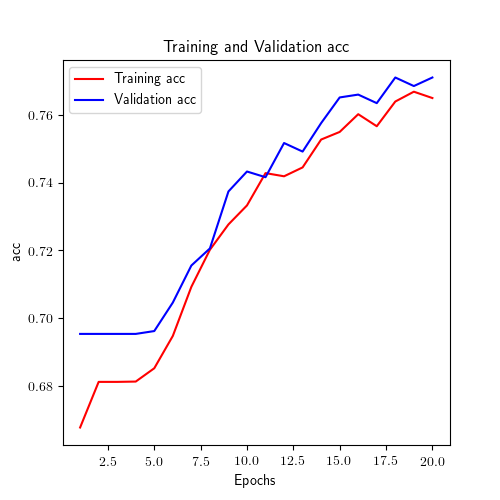 Training and Validation acc
Training acc
Validation acc
0.76
0.74
0.72
0.70
0.68
acc
2.5 5.0 7.5 10.0 12.5 15.0 17.5 20.0
Epochs